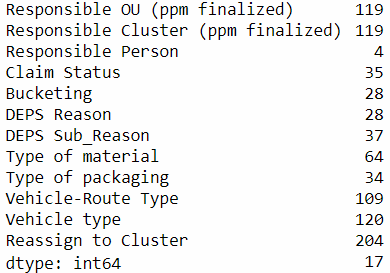 Responsible OU (ppm finalized) 119
Responsible Cluster (ppm finalized) 119
Responsible Person 4
Claim Status 35
Bucketing 28
DEPS Reason 28
DEPS Sub_Reason 37
Type of material 64
Type of packaging 34
Vehicle-Route Type 109
Vehicle type 120
Reassign to Cluster 204
dtype: int64 17